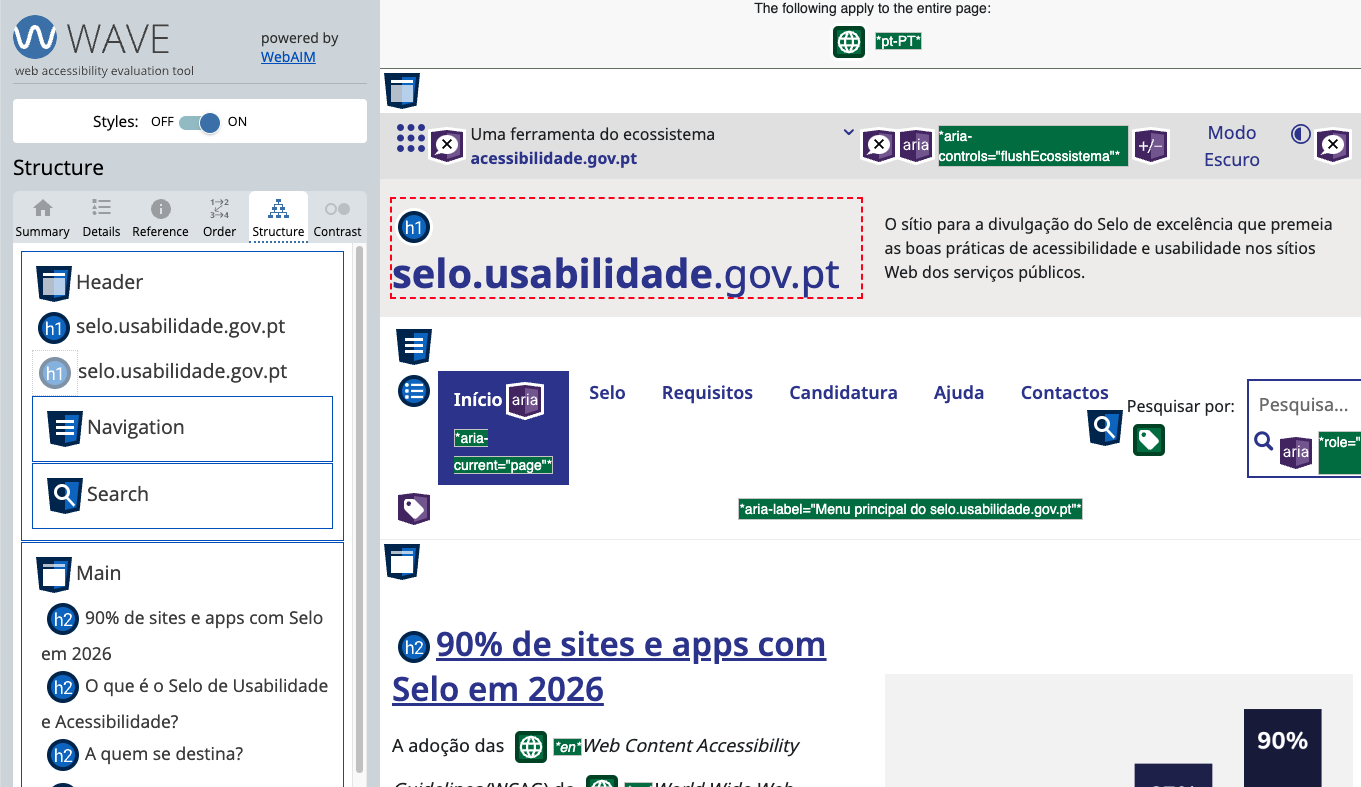 WAVE
web accessibility evaluation tool
powered by
WebAIM
Styles: OFF ON
Structure
Summary Details Reference Order Structure Contrast
Header
h1 selo.usabilidade.gov.pt
h1 selo.usabilidade.gov.pt
Navigation
Search
Main
h2 90% de sites e apps com Selo
em 2026
h2 O que é o Selo de Usabilidade
e Acessibilidade?
h2 A quem se destina?
The following apply to the entire page:
*pt-PT*
Uma ferramenta do ecossistema
acessibilidade.gov.pt
aria
*aria-
controls="flushEcossistema"*
+/-
Modo
Escuro
h1
selo.usabilidade.gov.pt
O sítio para a divulgação do Selo de excelência que premeia
as boas práticas de acessibilidade e usabilidade nos sítios
Web dos serviços públicos.
Início aria
*aria-
current="page"*
Selo Requisitos Candidatura Ajuda Contactos
Pesquisar por:
Pesquisa...
aria *role="
*aria-label="Menu principal do selo.usabilidade.gov.pt"*
h2 90% de sites e apps com
Selo em 2026
A adoção das *en* Web Content Accessibility
90%